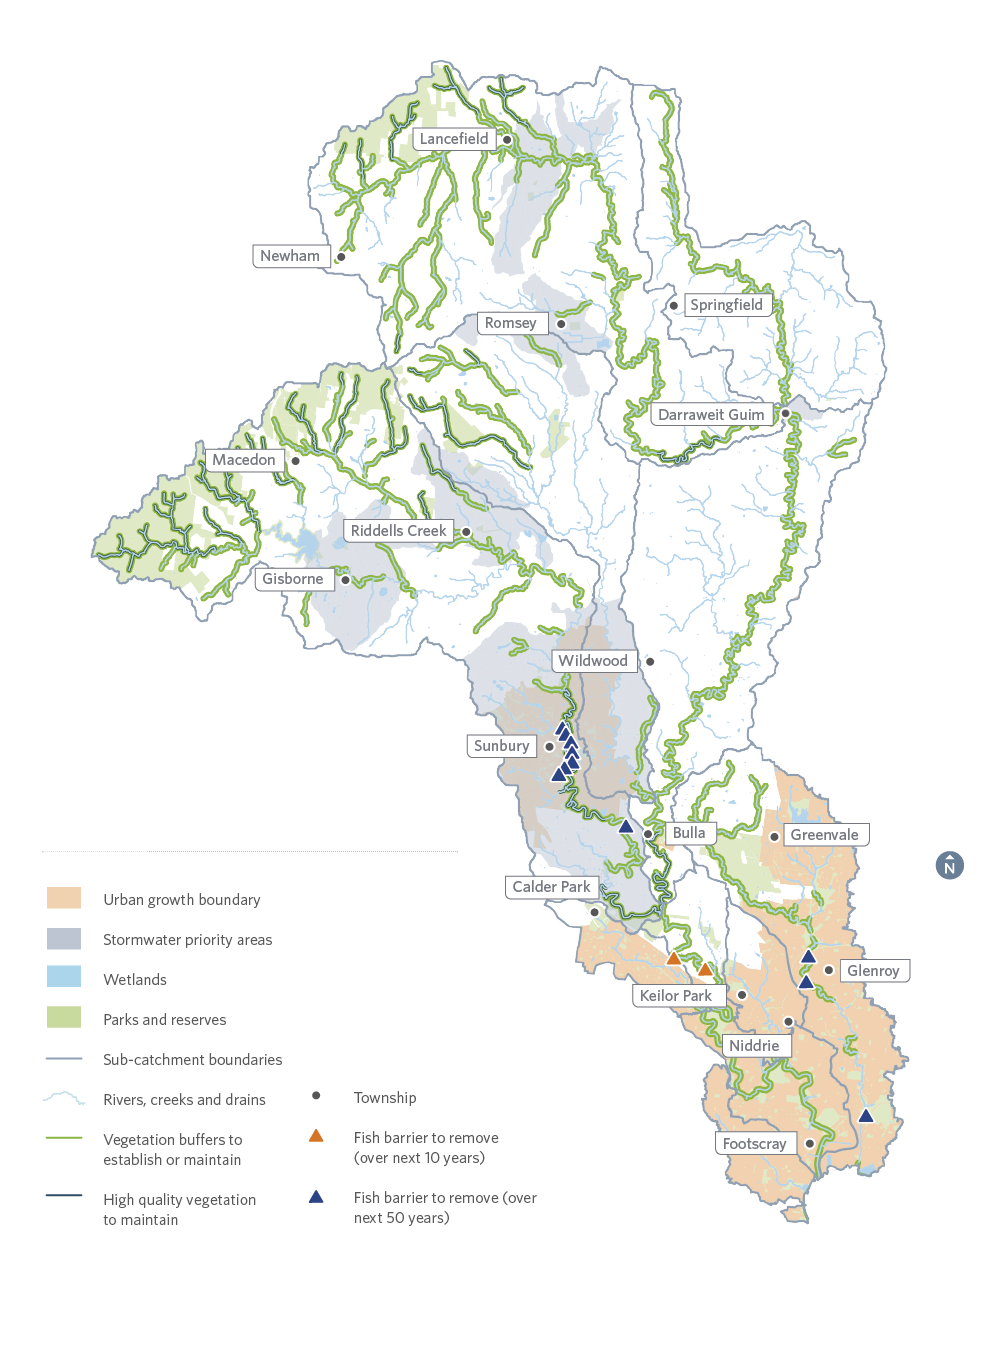 Lancefield
Newham
Springfield
Romsey
Darraweit Guim
Macedon
Riddells Creek
Gisborne
Wildwood
Sunbury
Bulla
Greenvale
N
Calder Park
Glenroy
Keilor Park
Niddrie
Footscray
Urban growth boundary
Stormwater priority areas
Wetlands
Parks and reserves
Sub-catchment boundaries
Rivers, creeks and drains
Vegetation buffers to
establish or maintain
High quality vegetation
to maintain
Township
Fish barrier to remove
(over next 10 years)
Fish barrier to remove (over
next 50 years)